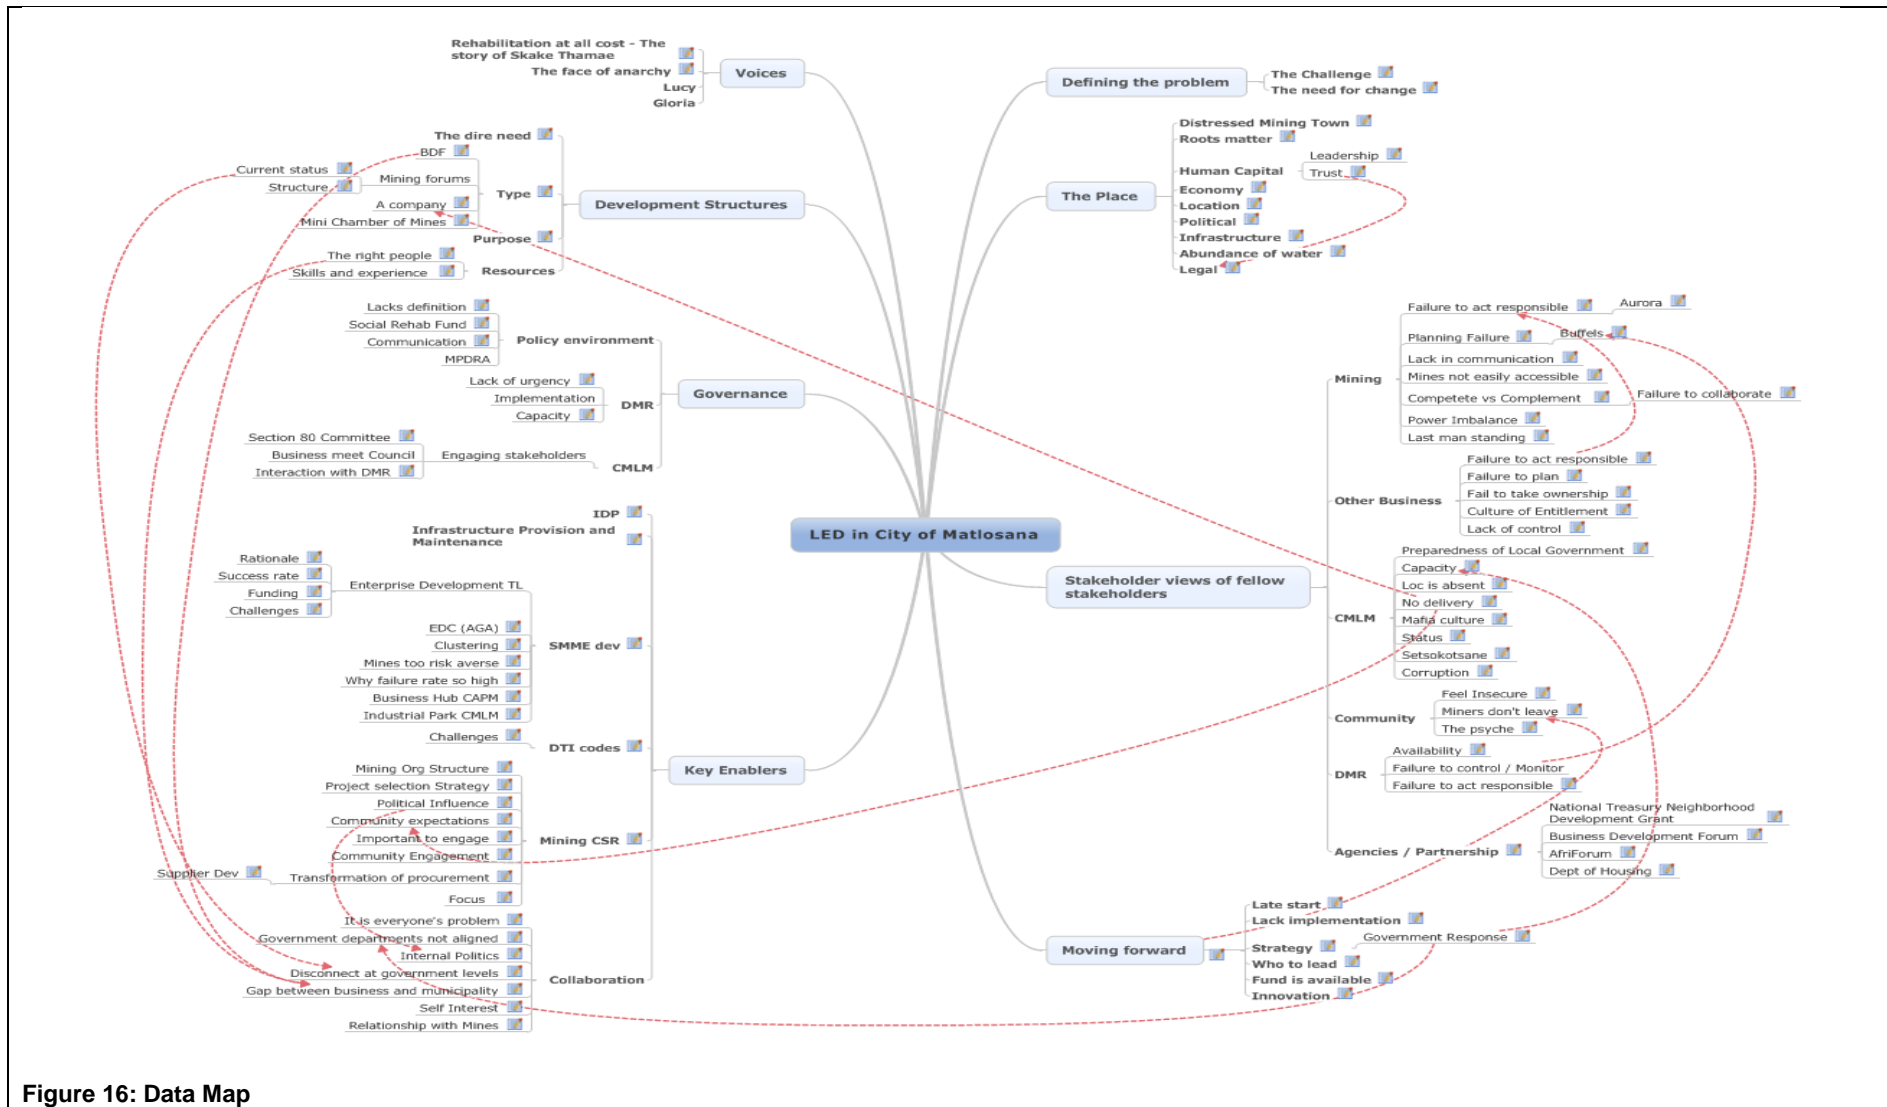 Rehabilitation at all cost - The
story of Skake Thamae
The face of anarchy
Lucy
Gloria
Voices
The dire need
BDF
Current status
Structure
Mining forums
A company
Mini Chamber of Mines
Type
Purpose
The right people
Skills and experience
Resources
Development Structures
Lacks definition
Social Rehab Fund
Communication
MPDRA
Policy environment
Lack of urgency
Implementation
Capacity
DMR
Section 80 Committee
Business meet Council
Interaction with DMR
Engaging stakeholders
CMLM
Governance
IDP
Infrastructure Provision and
Maintenance
Rationale
Success rate
Funding
Challenges
Enterprise Development TL
EDC (AGA)
Clustering
Mines too risk averse
Why failure rate so high
Business Hub CAPM
Industrial Park CMLM
SMME dev
Challenges
DTI codes
Mining Org Structure
Project selection Strategy
Political Influence
Community expectations
Important to engage
Community Engagement
Supplier Dev
Transformation of procurement
Focus
Mining CSR
It is everyone's problem
Government departments not aligned
Internal Politics
Disconnect at government levels
Gap between business and municipality
Self Interest
Relationship with Mines
Collaboration
Key Enablers
LED in City of Matlosana
Defining the problem
The Challenge
The need for change
The Place
Distressed Mining Town
Roots matter
Human Capital
Leadership
Trust
Economy
Location
Political
Infrastructure
Abundance of water
Legal
Stakeholder views of fellow
stakeholders
Mining
Failure to act responsible
Aurora
Planning Failure
Buffels
Lack in communication
Mines not easily accessible
Competete vs Complement
Failure to collaborate
Power Imbalance
Last man standing
Other Business
Failure to act responsible
Failure to plan
Fail to take ownership
Culture of Entitlement
Lack of control
CMLM
Preparedness of Local Government
Capacity
Loc is absent
No delivery
Mafia culture
Status
Setsokotsane
Corruption
Community
Feel Insecure
Miners don't leave
The psyche
DMR
Availability
Failure to control / Monitor
Failure to act responsible
Agencies / Partnership
National Treasury Neighborhood
Development Grant
Business Development Forum
AfriForum
Dept of Housing
Moving forward
Late start
Lack implementation
Strategy
Government Response
Who to lead
Fund is available
Innovation
Figure 16: Data Map